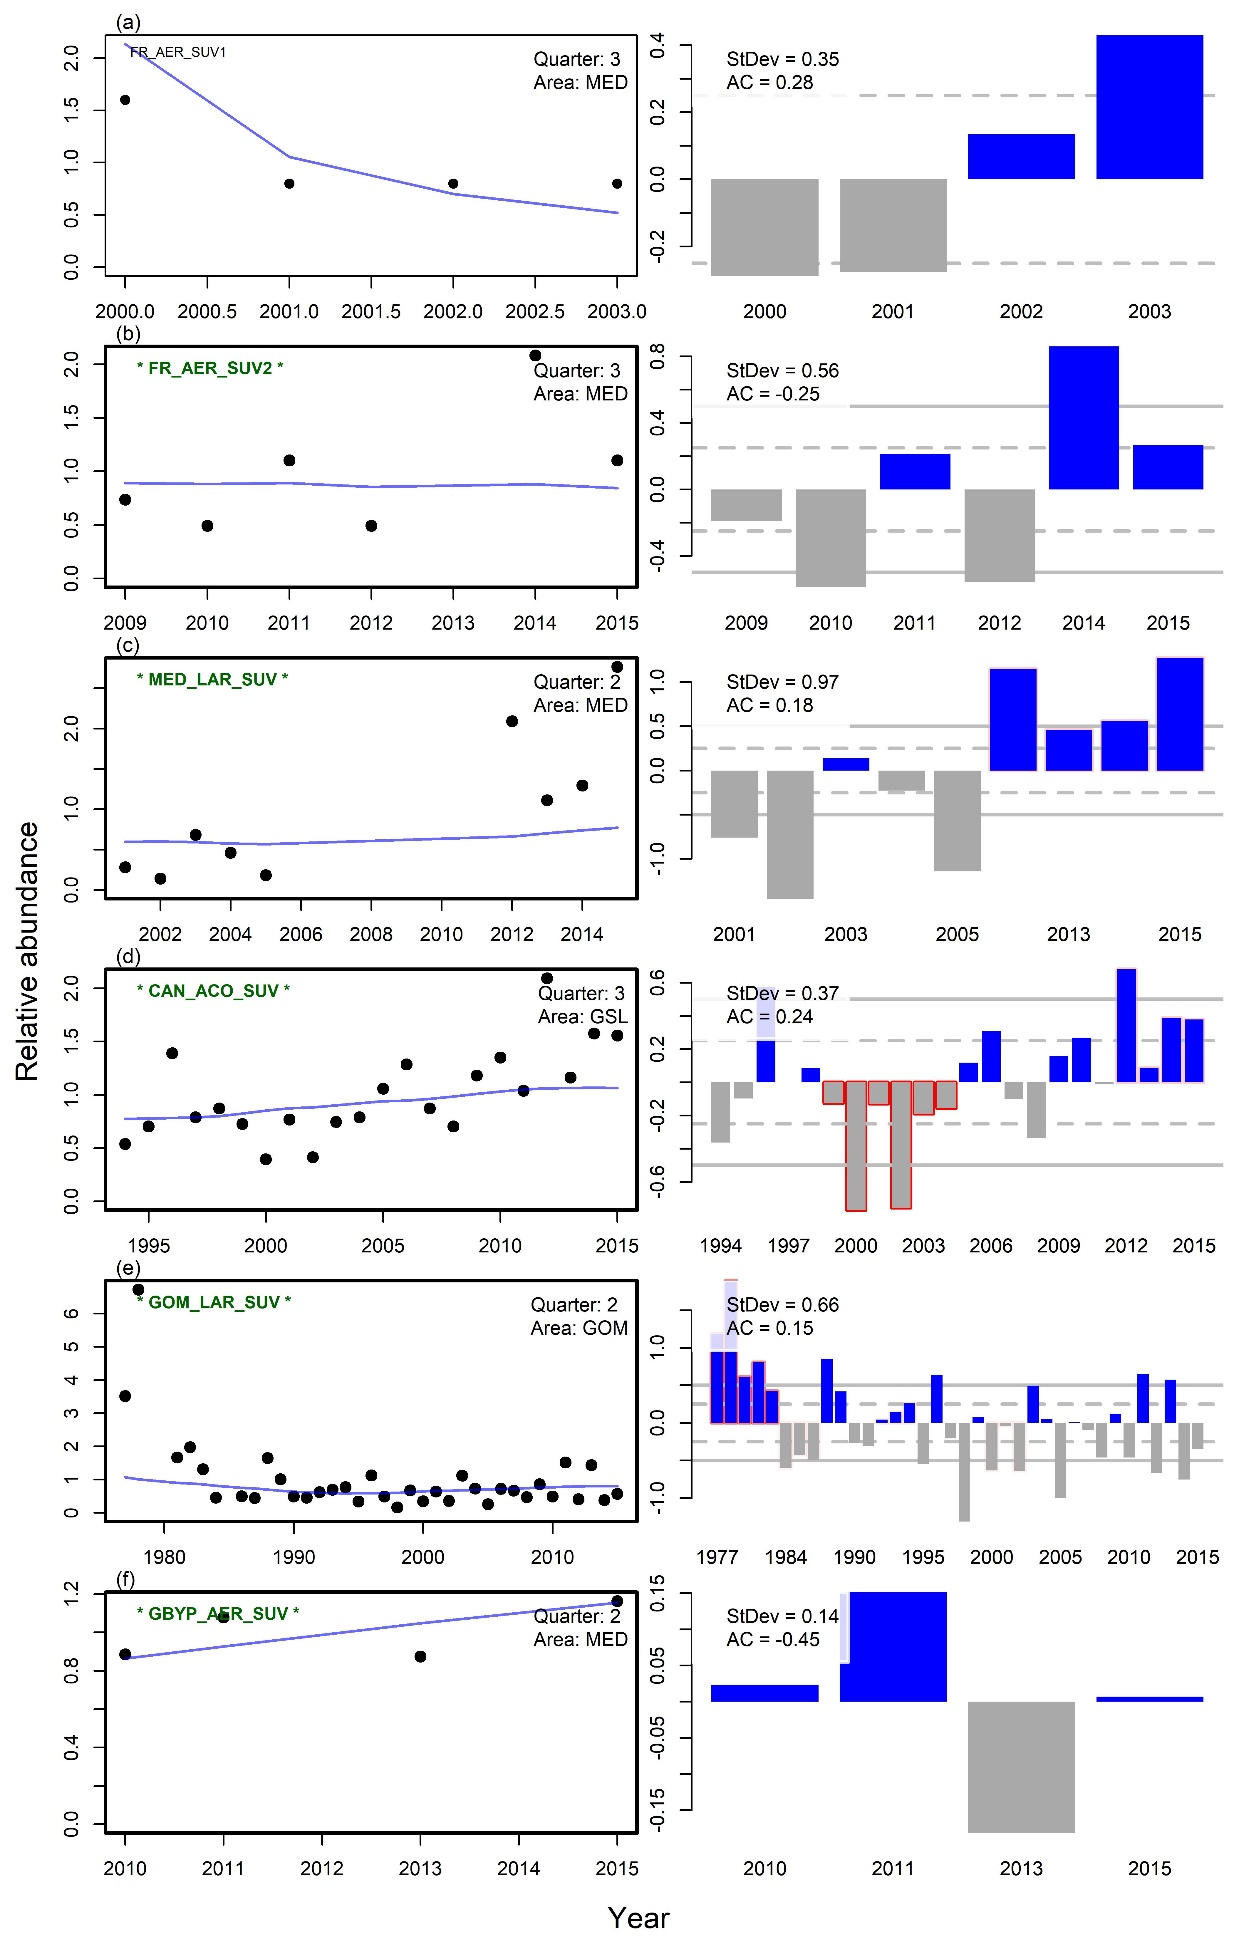 (a)
FR_AER_SUV1
Quarter: 3
Area: MED
0.0 0.5 1.0 1.5 2.0
2000.0 2000.5 2001.0 2001.5 2002.0 2002.5 2003.0
StDev = 0.35
AC = 0.28
-0.2 0.0 0.2 0.4
2000 2001 2002 2003
(b)
* FR_AER_SUV2 *
Quarter: 3
Area: MED
0.0 0.5 1.0 1.5 2.0
2009 2010 2011 2012 2013 2014 2015
StDev = 0.56
AC = -0.25
-0.4 0.0 0.4 0.8
2009 2010 2011 2012 2014 2015
(c)
* MED_LAR_SUV *
Quarter: 2
Area: MED
0.0 1.0 2.0
2002 2004 2006 2008 2010 2012 2014
StDev = 0.97
AC = 0.18
-1.0 0.0 0.5 1.0
2001 2003 2005 2013 2015
(d)
* CAN_ACO_SUV *
Quarter: 3
Area: GSL
0.0 0.5 1.0 1.5 2.0
1995 2000 2005 2010 2015
StDev = 0.37
AC = 0.24
-0.6 -0.2 0.2 0.6
1994 1997 2000 2003 2006 2009 2012 2015
(e)
* GOM_LAR_SUV *
Quarter: 2
Area: GOM
0 1 2 3 4 5 6
1980 1990 2000 2010
StDev = 0.66
AC = 0.15
-1.0 0.0 1.0
1977 1984 1990 1995 2000 2005 2010 2015
(f)
* GBYP_AER_SUV *
Quarter: 2
Area: MED
0.0 0.4 0.8 1.2
2010 2011 2012 2013 2014 2015
StDev = 0.14
AC = -0.45
-0.15 -0.05 0.05 0.15
2010 2011 2013 2015
Relative abundance
Year